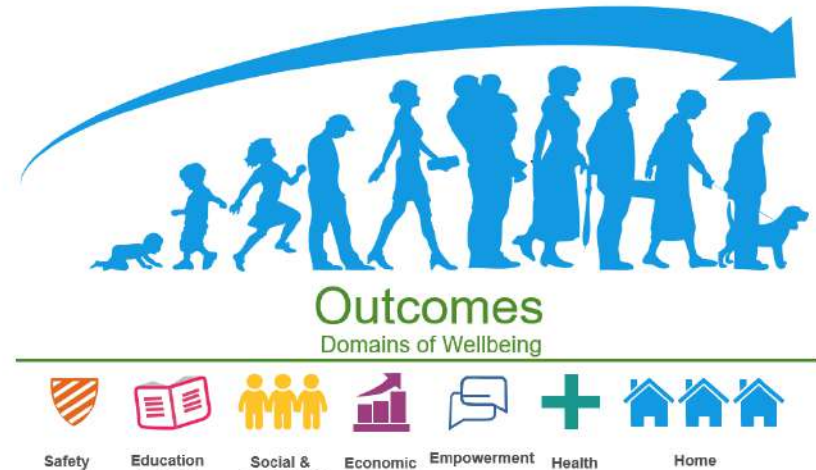 Outcomes
Domains of Wellbeing
Safety
Education
Social &
Economic
Empowerment
Health
Home